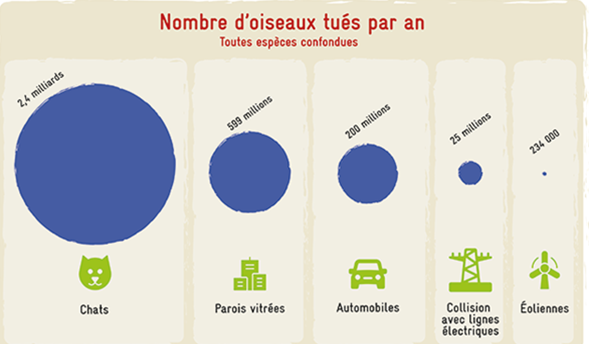 Nombre d'oiseaux tués par an
Toutes espèces confondues
2,4 milliards
599 millions
200 millions
25 millions
234 000
Chats
Parois vitrées
Automobiles
Collision
avec lignes
électriques
Éoliennes